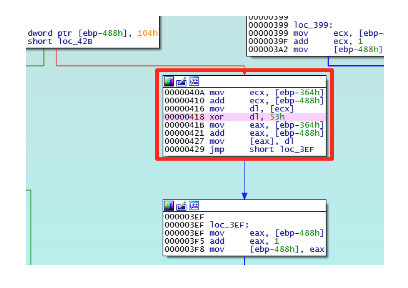 dword ptr [ebp-488h], 104h
short loc_42B
00000399
00000399 loc_399:
00000399 mov ecx, [ebp-
0000039F add ecx, 1
000003A2 mov [ebp-488h]
0000040A mov ecx, [ebp-364h]
00000410 add ecx, [ebp-488h]
00000416 mov dl, [ecx]
00000418 xor dl, 53h
0000041B mov eax, [ebp-364h]
00000421 add eax, [ebp-488h]
00000427 mov [eax], dl
00000429 jmp short loc_3EF
000003EF
000003EF loc_3EF:
000003EF mov eax, [ebp-488h]
000003F5 add eax, 1
000003F8 mov [ebp-488h], eax